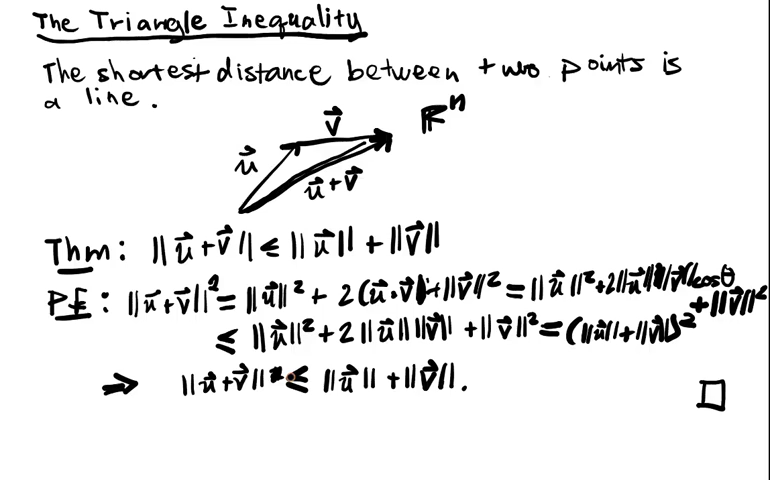 The Triangle Inequality
The shortest distance between two points is
a line.
v⃗
ℝⁿ
u⃗
u⃗+v⃗
Thm: ||u⃗+v⃗|| ≤ ||u⃗|| + ||v⃗||
Pf: ||u⃗+v⃗||² = ||u⃗||² + 2(u⃗·v⃗)+||v⃗||² = ||u⃗||²+2||u⃗|| ||v⃗||cosθ
+||v⃗||²
≤ ||u⃗||²+2||u⃗|| ||v⃗|| +||v⃗||² = (||u⃗||+||v⃗||)²
⇒ ||u⃗+v⃗|| ≤ ||u⃗|| + ||v⃗||. □